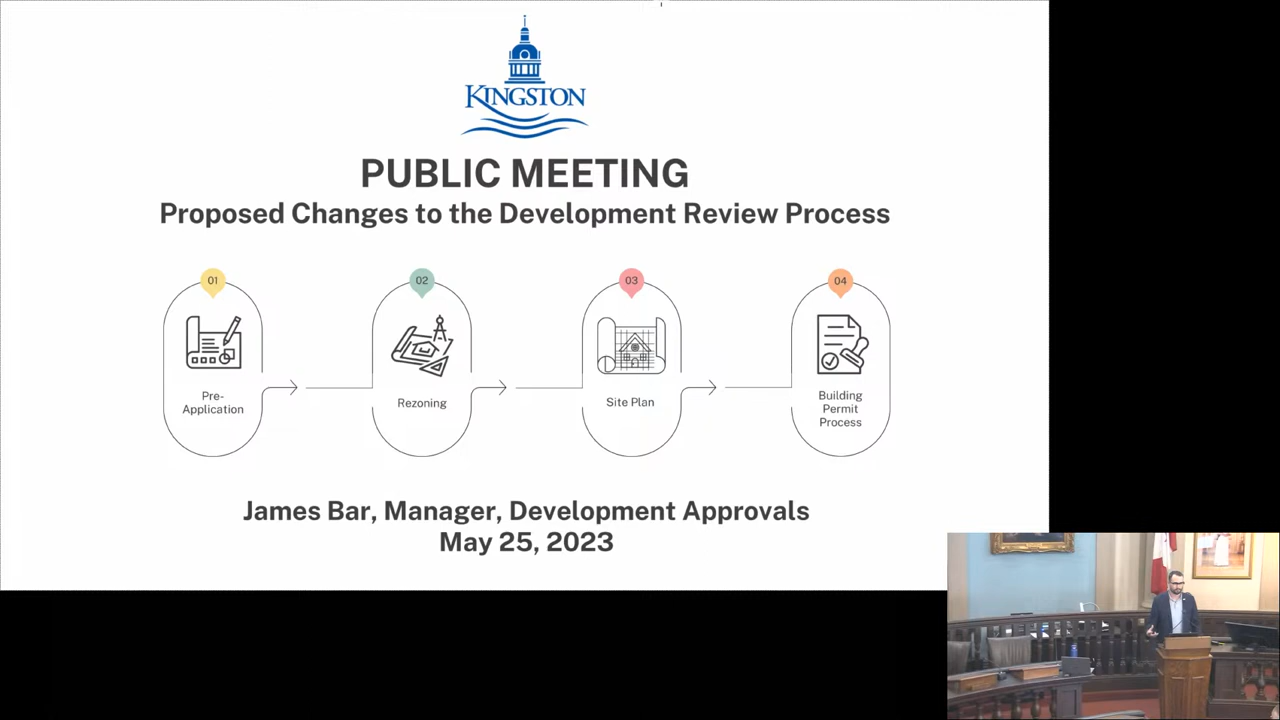 KINGSTON
PUBLIC MEETING
Proposed Changes to the Development Review Process
01
Pre-
Application
02
Rezoning
03
Site Plan
04
Building
Permit
Process
James Bar, Manager, Development Approvals
May 25, 2023